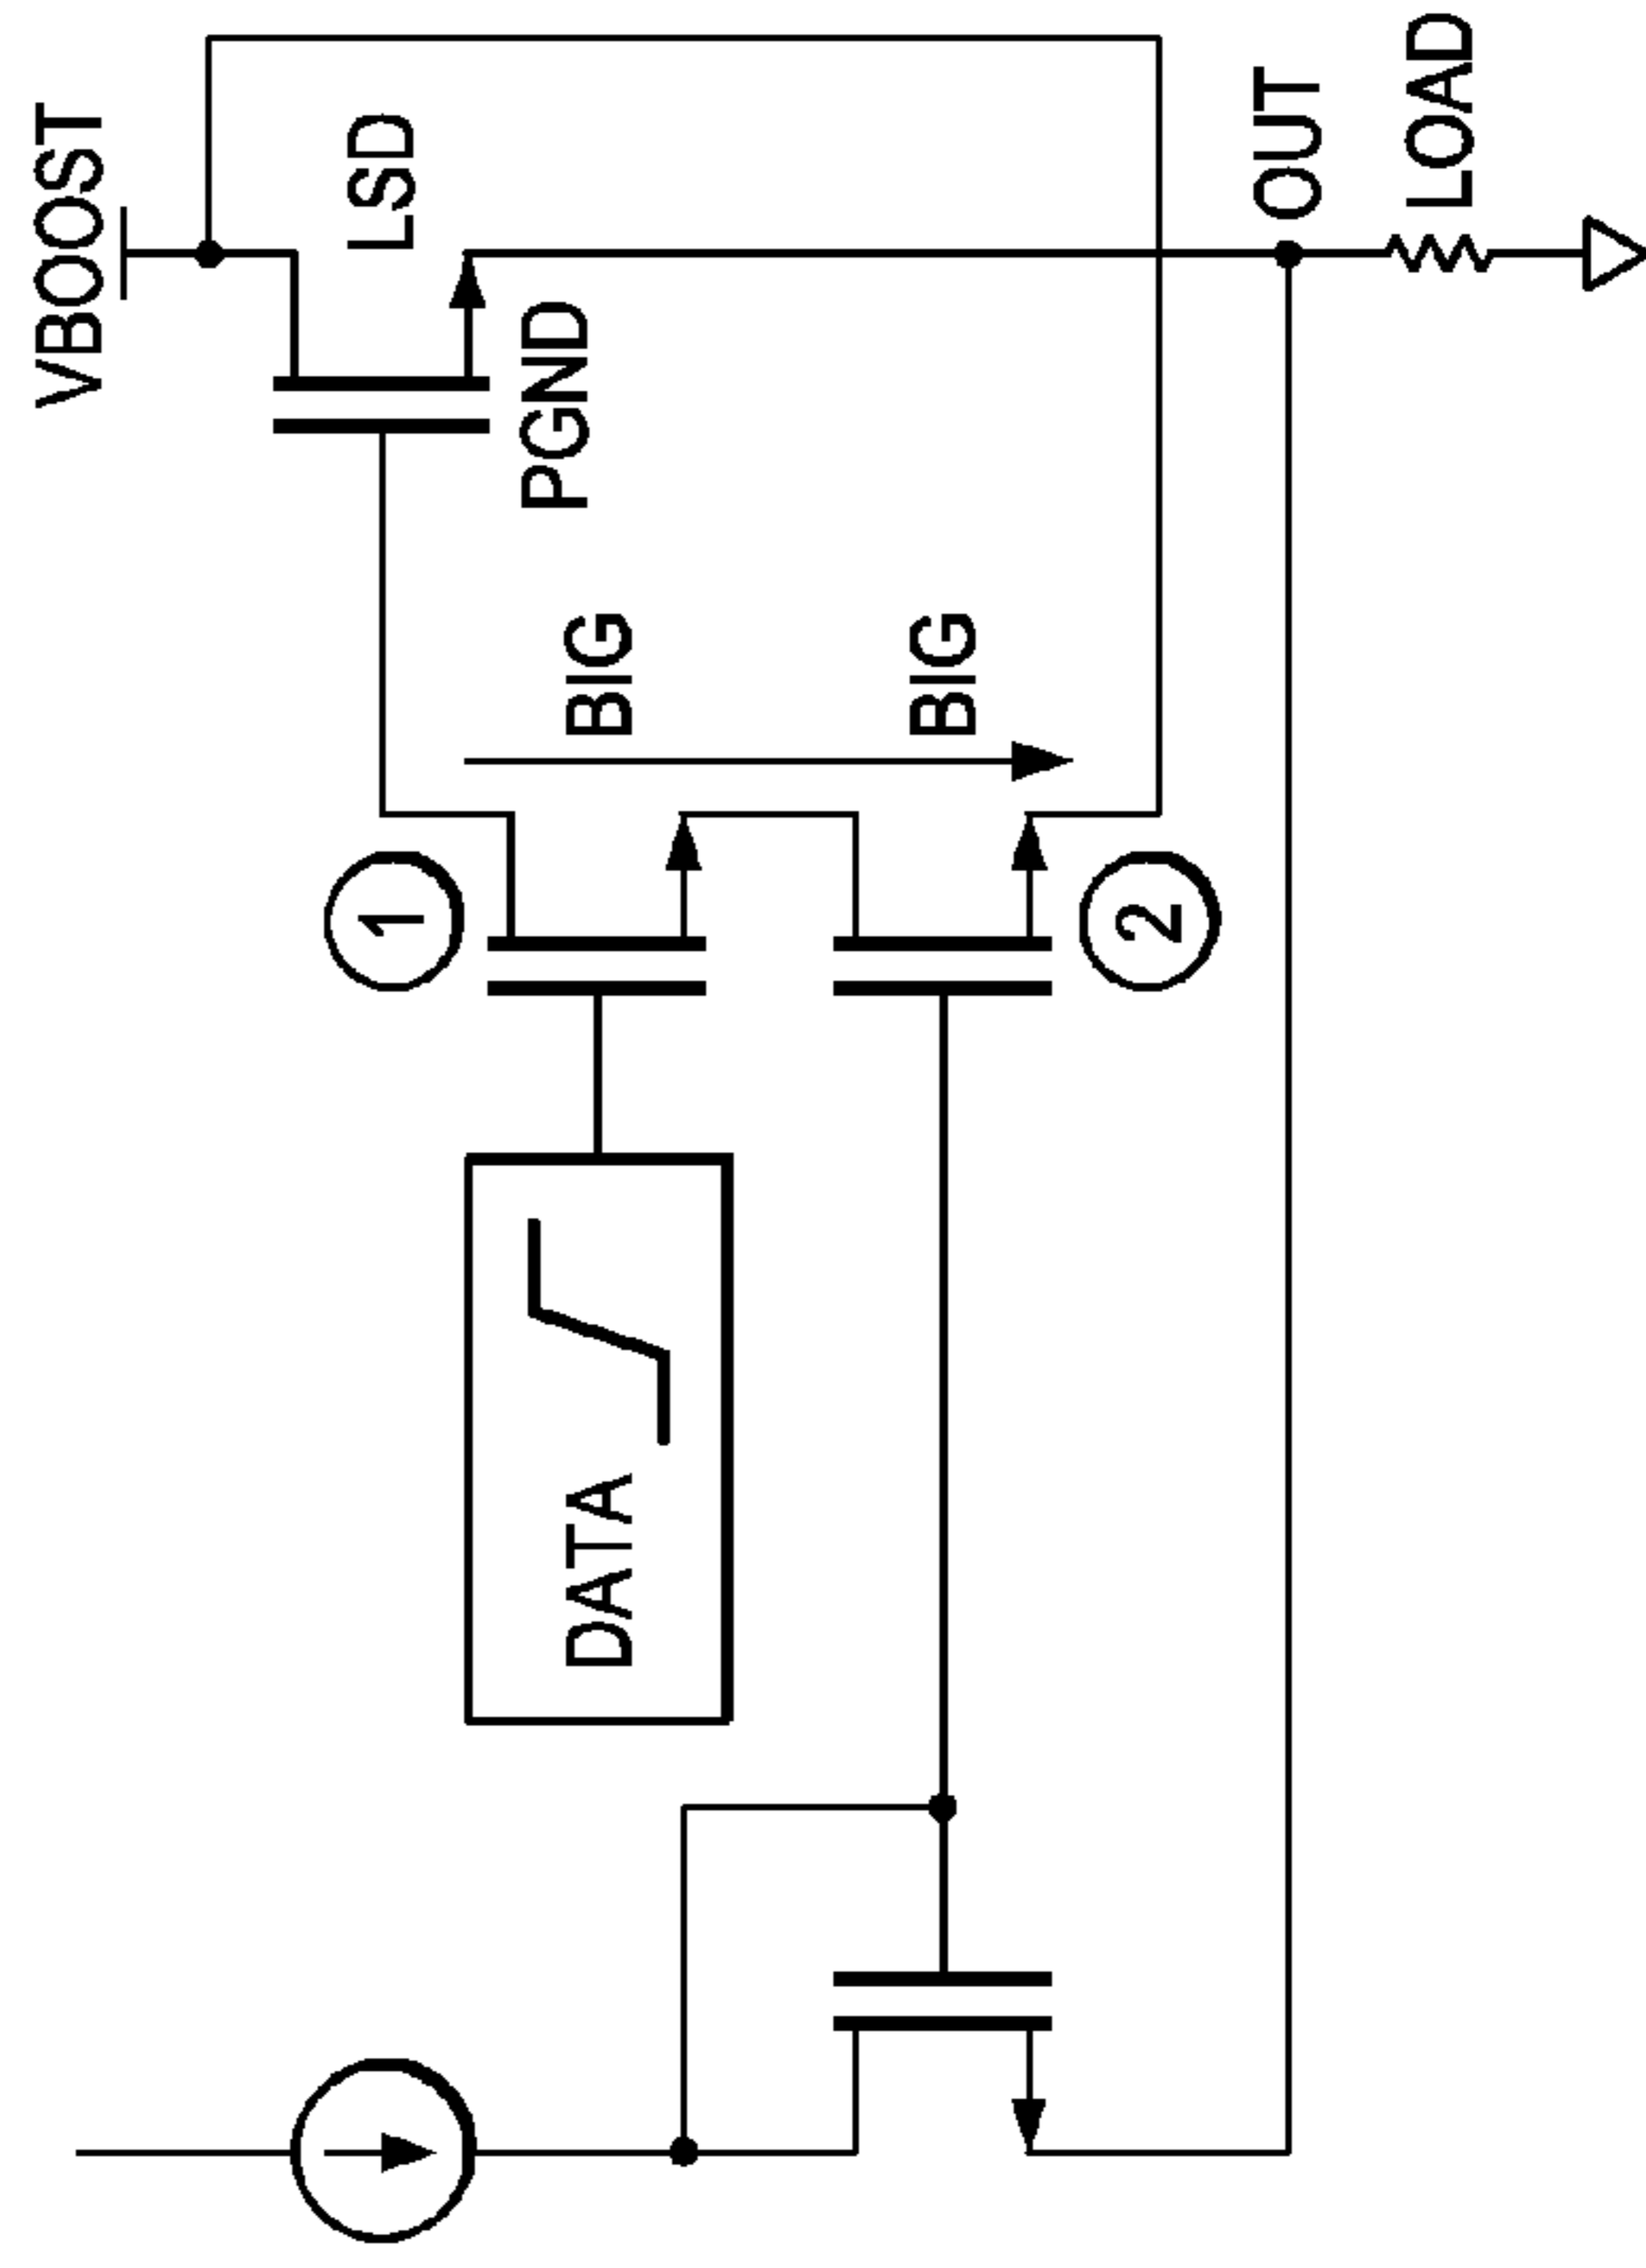 VBOOST
LSD
PGND
1
BIG
DATA
BIG
2
OUT
LOAD